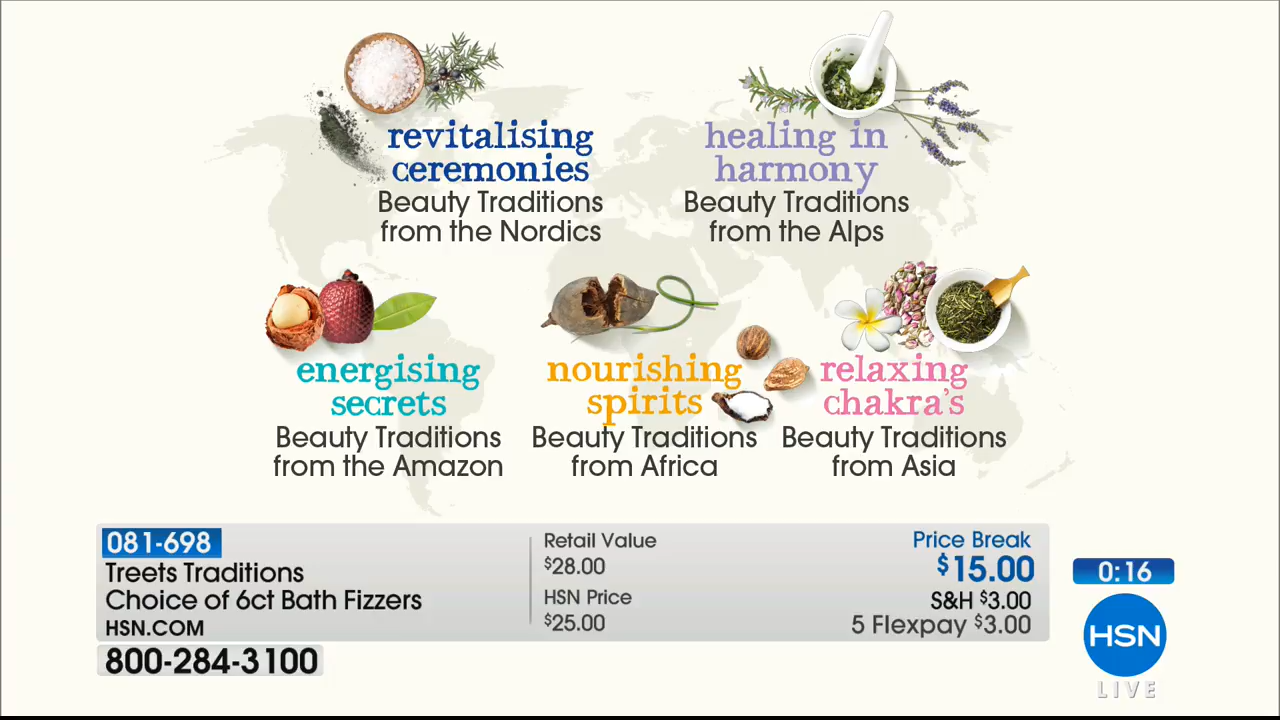 revitalising
ceremonies
Beauty Traditions
from the Nordics
healing in
harmony
Beauty Traditions
from the Alps
energising
secrets
Beauty Traditions
from the Amazon
nourishing
spirits
Beauty Traditions
from Africa
relaxing
chakra's
Beauty Traditions
from Asia
081-698
Treets Traditions
Choice of 6ct Bath Fizzers
HSN.COM
800-284-3100
Retail Value
$28.00
HSN Price
$25.00
Price Break
$15.00
S&H $3.00
5 Flexpay $3.00
0:16
HSN
LIVE